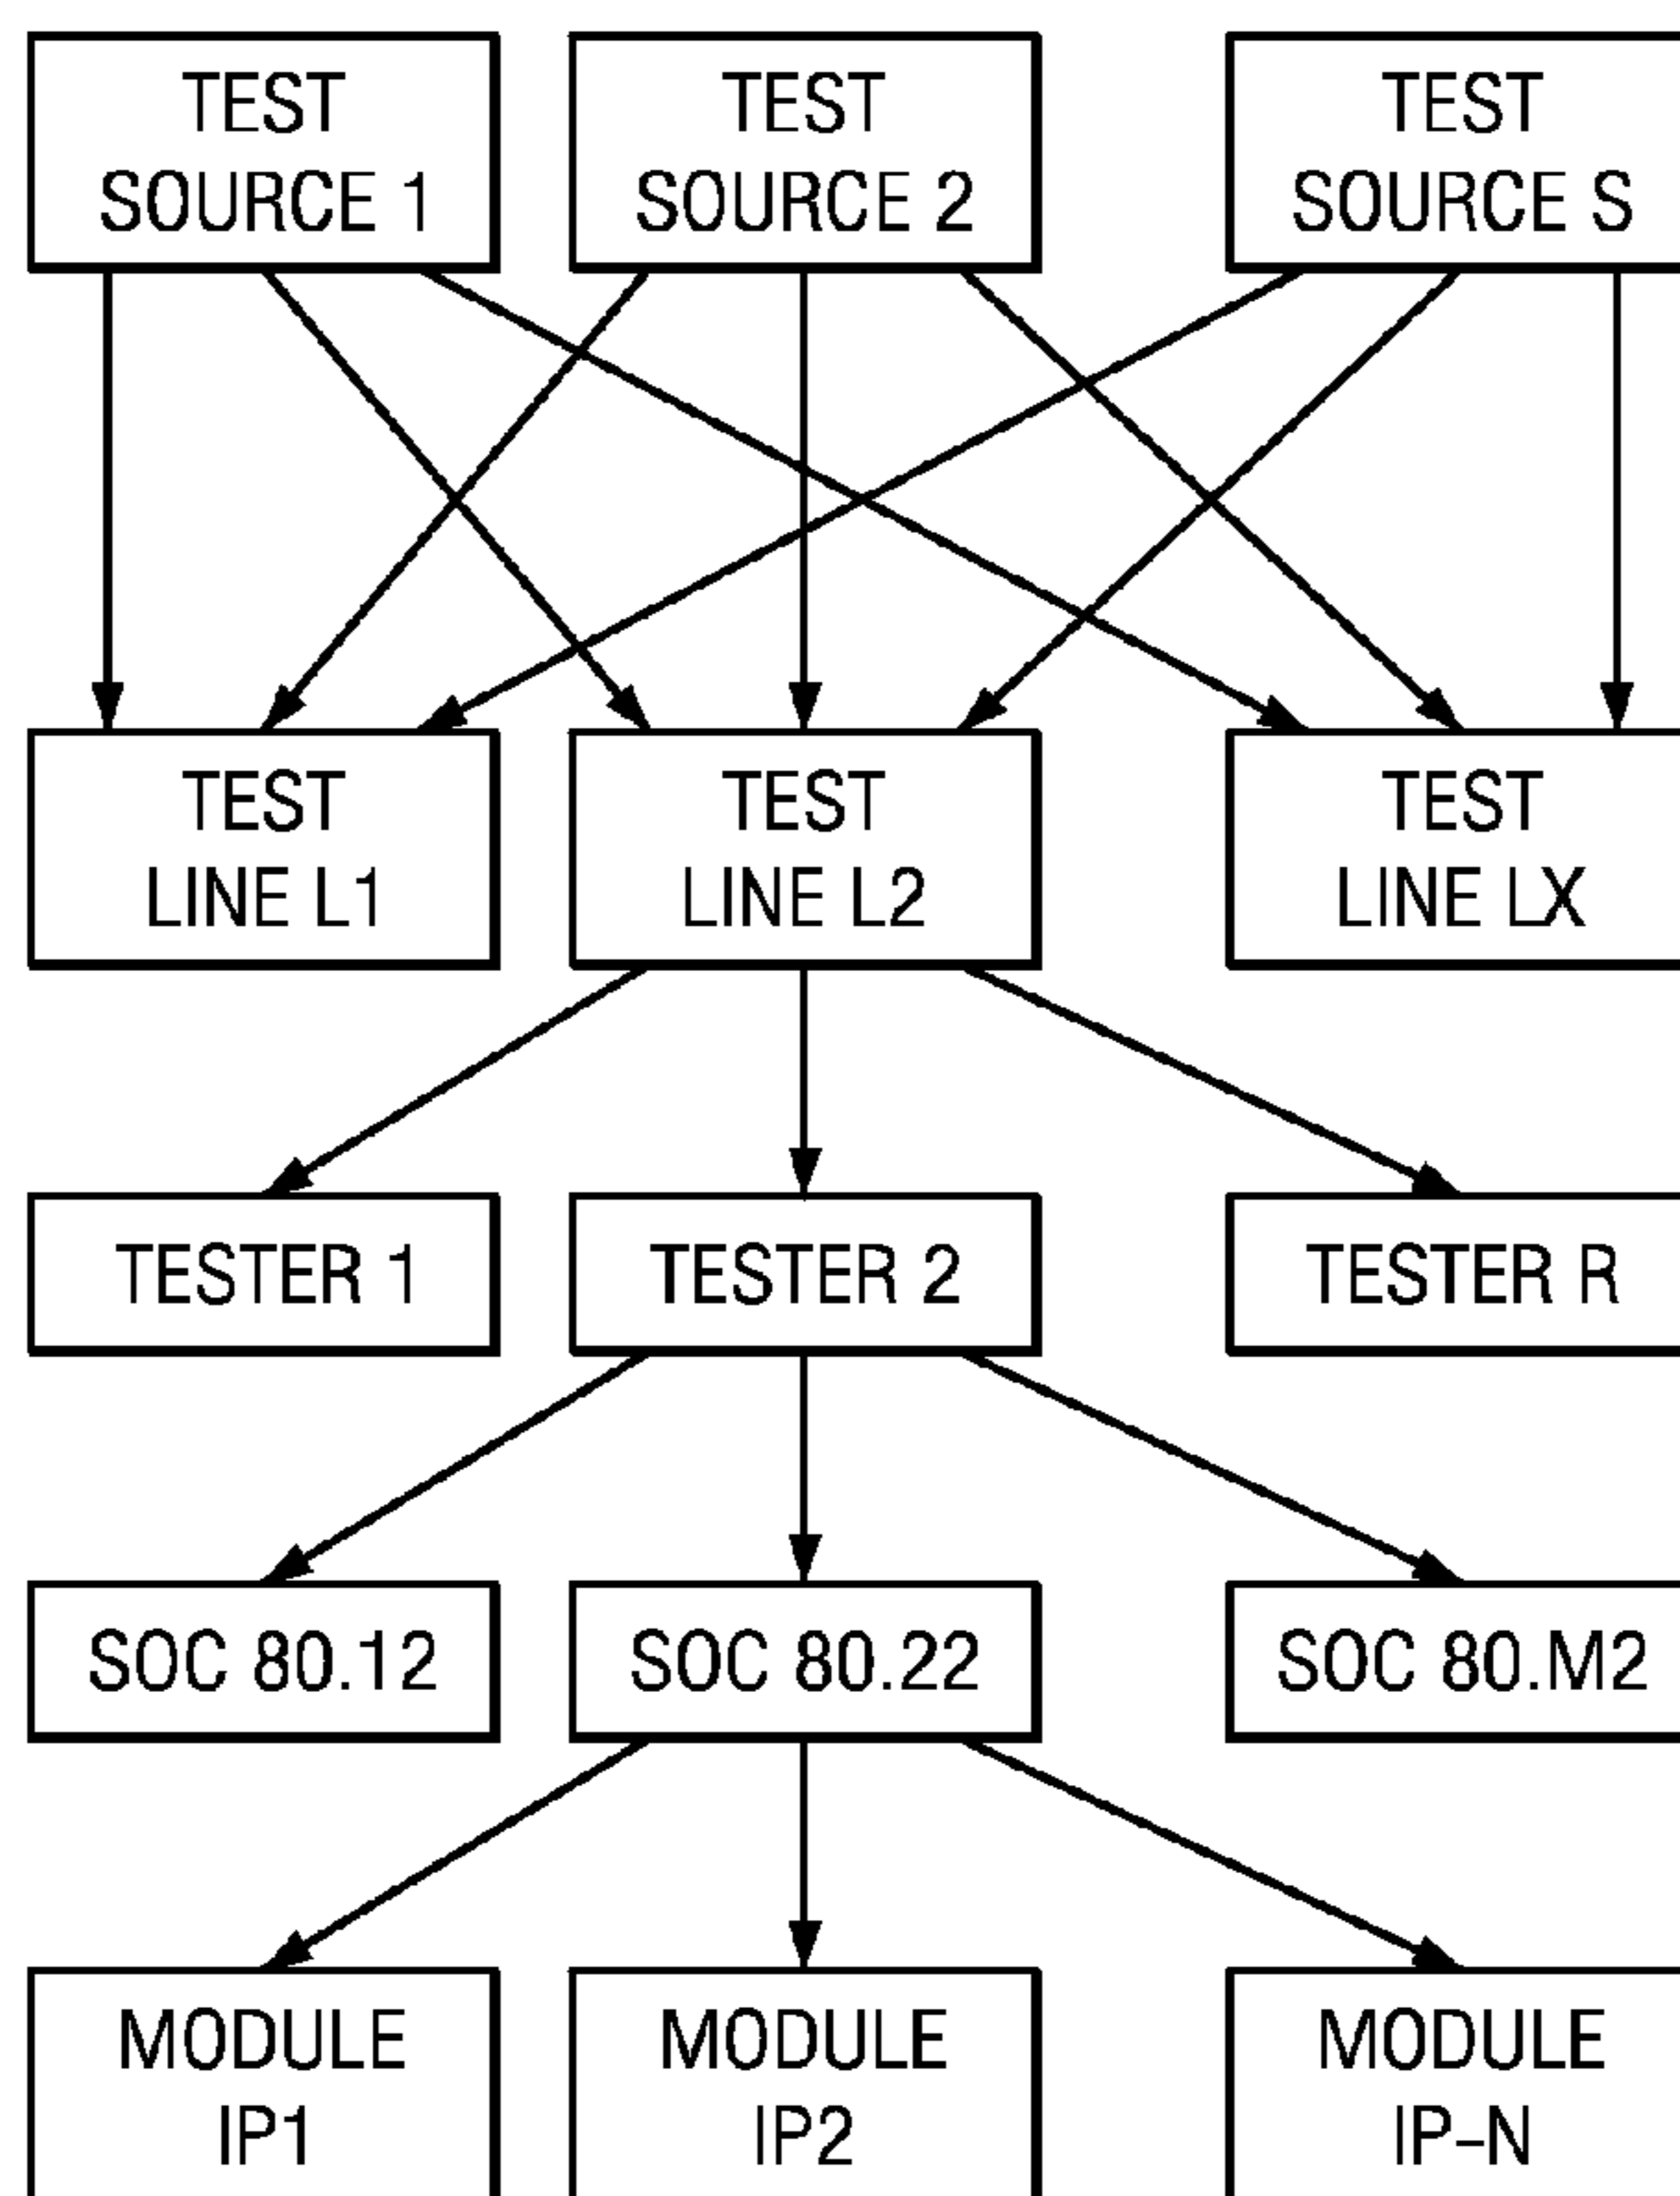 TEST
SOURCE 1
TEST
SOURCE 2
TEST
SOURCE S
TEST
LINE L1
TEST
LINE L2
TEST
LINE LX
TESTER 1
TESTER 2
TESTER R
SOC 80.12
SOC 80.22
SOC 80.M2
MODULE
IP1
MODULE
IP2
MODULE
IP-N